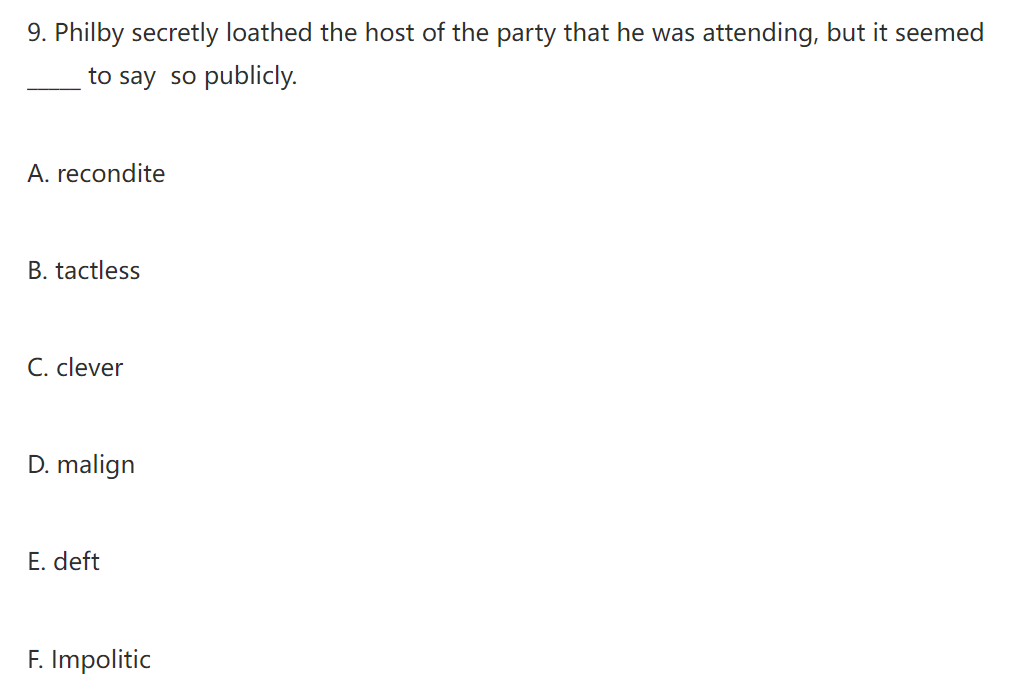 9. Philby secretly loathed the host of the party that he was attending, but it seemed
_____ to say  so publicly.
A. recondite
B. tactless
C. clever
D. malign
E. deft
F. Impolitic